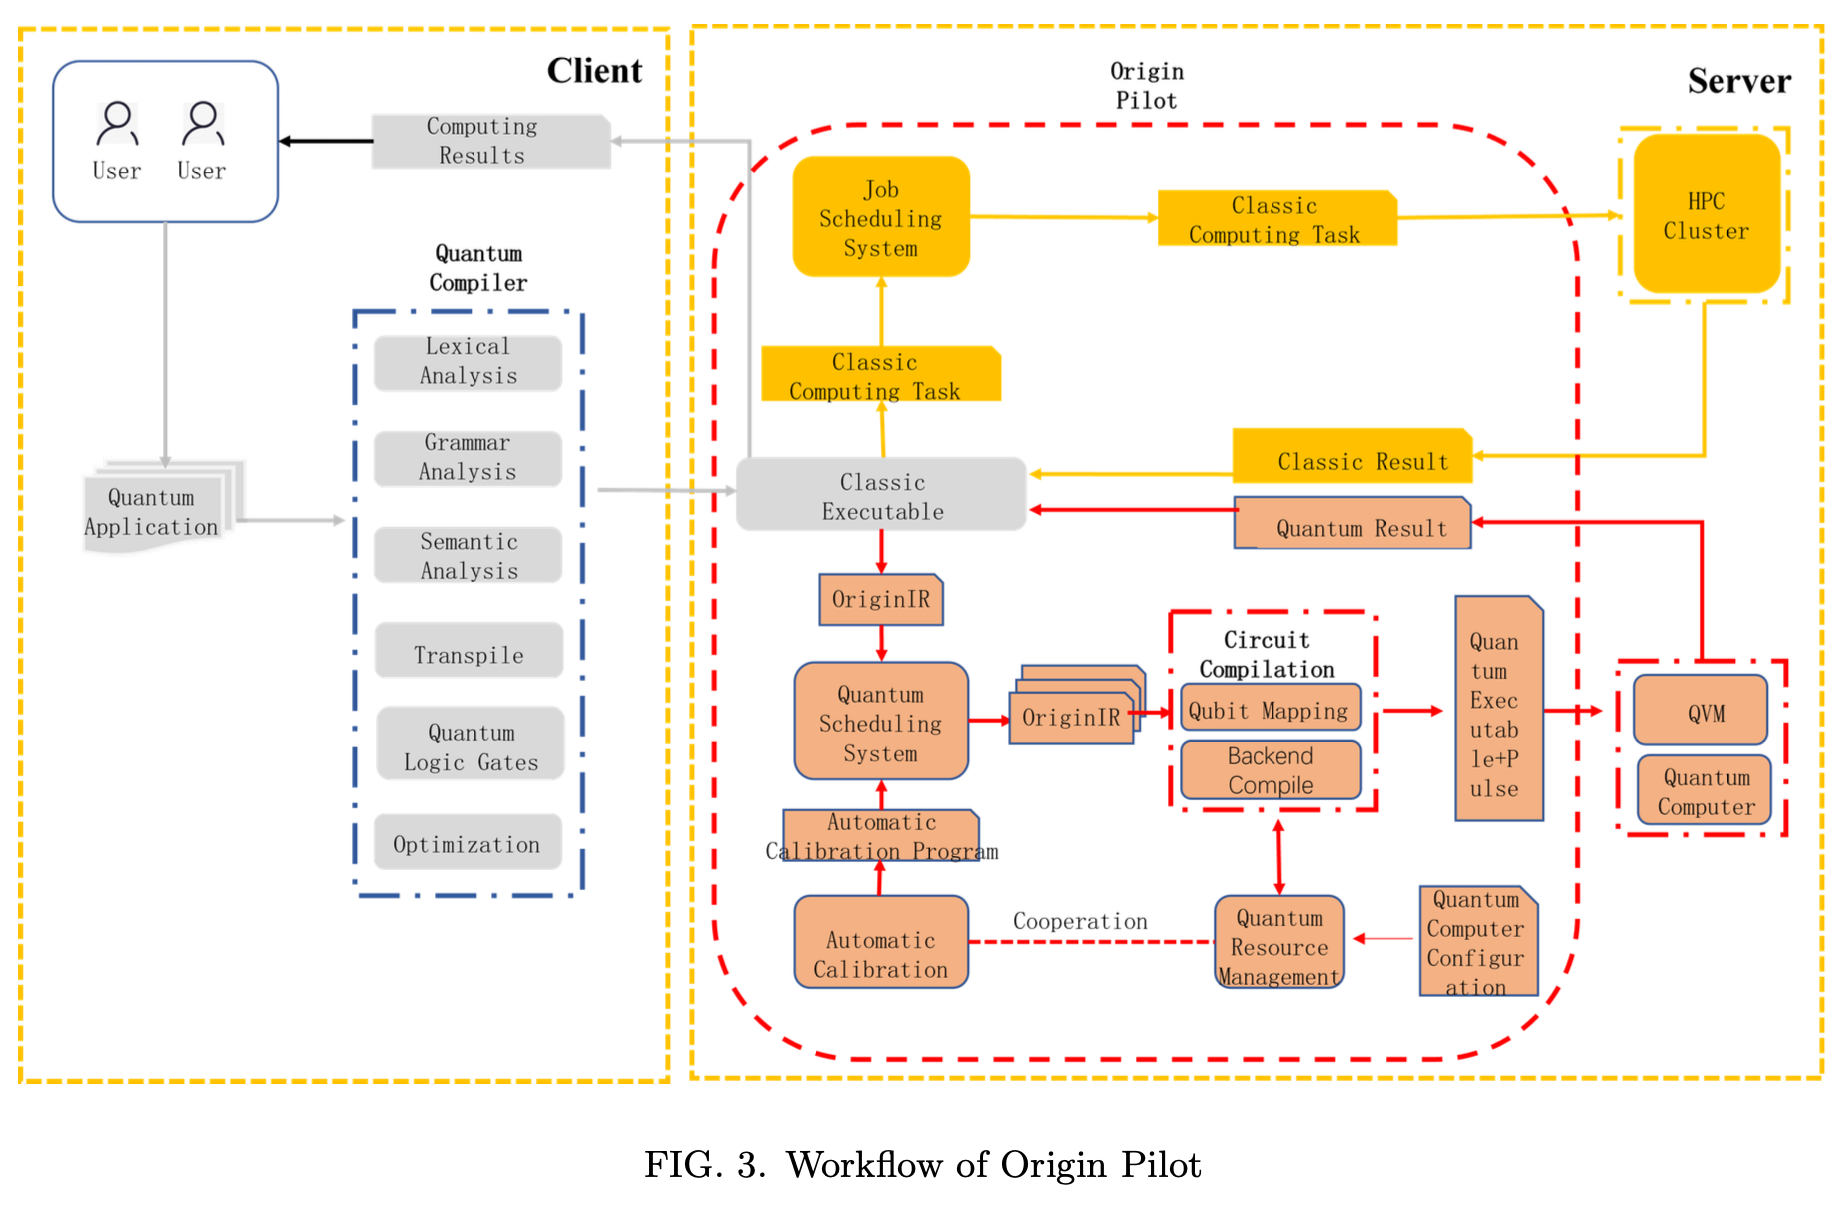 Client
User
User
Computing
Results
Quantum
Compiler
Lexical
Analysis
Grammar
Analysis
Semantic
Analysis
Transpile
Quantum
Logic Gates
Optimization
Quantum
Application
Server
Origin
Pilot
Job
Scheduling
System
Classic
Computing Task
HPC
Cluster
Classic
Computing Task
Classic
Executable
Classic Result
Quantum Result
OriginIR
Quantum
Scheduling
System
OriginIR
Circuit
Compilation
Qubit Mapping
Backend
Compile
Quan
tum
Exec
utab
le+P
ulse
QVM
Quantum
Computer
Automatic
Calibration Program
Automatic
Calibration
Cooperation
Quantum
Resource
Management
Quantum
Computer
Configur
ation
FIG. 3. Workflow of Origin Pilot